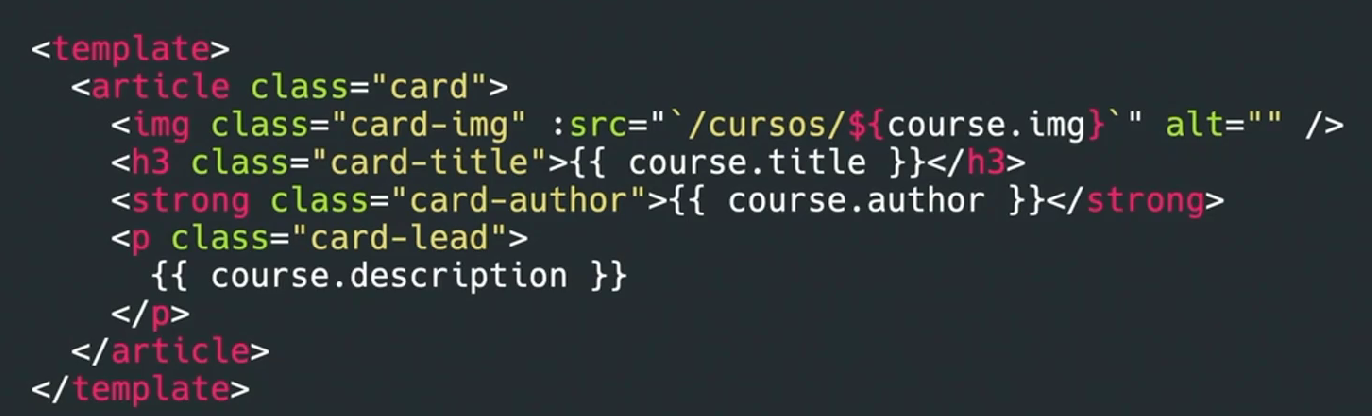 <template>
  <article class="card">
    <img class="card-img" :src="`/cursos/${course.img}`" alt="" />
    <h3 class="card-title">{{ course.title }}</h3>
    <strong class="card-author">{{ course.author }}</strong>
    <p class="card-lead">
      {{ course.description }}
    </p>
  </article>
</template>